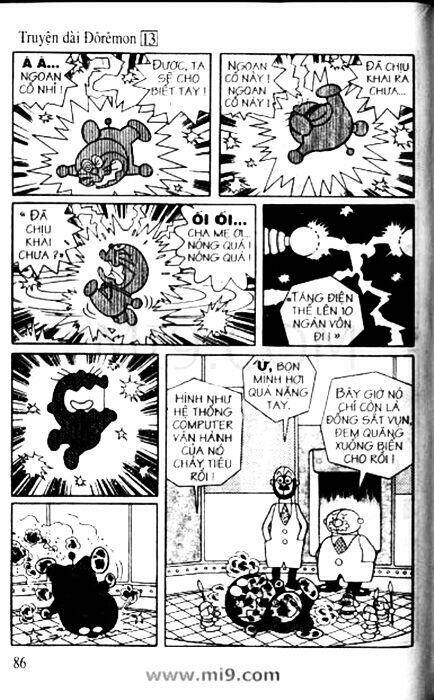 Truyện dài Đôrêmon 13
À À...
NGOAN
CỐ NHỈ !
ĐƯỢC, TA
SẼ CHO
BIẾT TAY !
NGOAN
CỐ NÀY !
NGOAN
CỐ NÀY !
ĐÃ CHỊU
KHAI RA
CHƯA...
"ĐÃ
CHỊU
KHAI
CHƯA ?"
ỐI ỐI...
CHA MẸ ƠI...
NÓNG QUÁ !
NÓNG QUÁ !
"TĂNG ĐIỆN
THẾ LÊN 10
NGÀN VÔN
ĐI !"
HÌNH NHƯ
HỆ THỐNG
COMPUTER
VẬN HÀNH
CỦA NÓ
CHÁY TIÊU
RỒI !
Ừ, BỌN
MÌNH HƠI
QUÁ NẶNG
TAY.
BÂY GIỜ NÓ
CHỈ CÒN LÀ
ĐỐNG SẮT VỤN,
ĐEM QUĂNG
XUỐNG BIỂN
CHO RỒI !
86
www.mi9.com